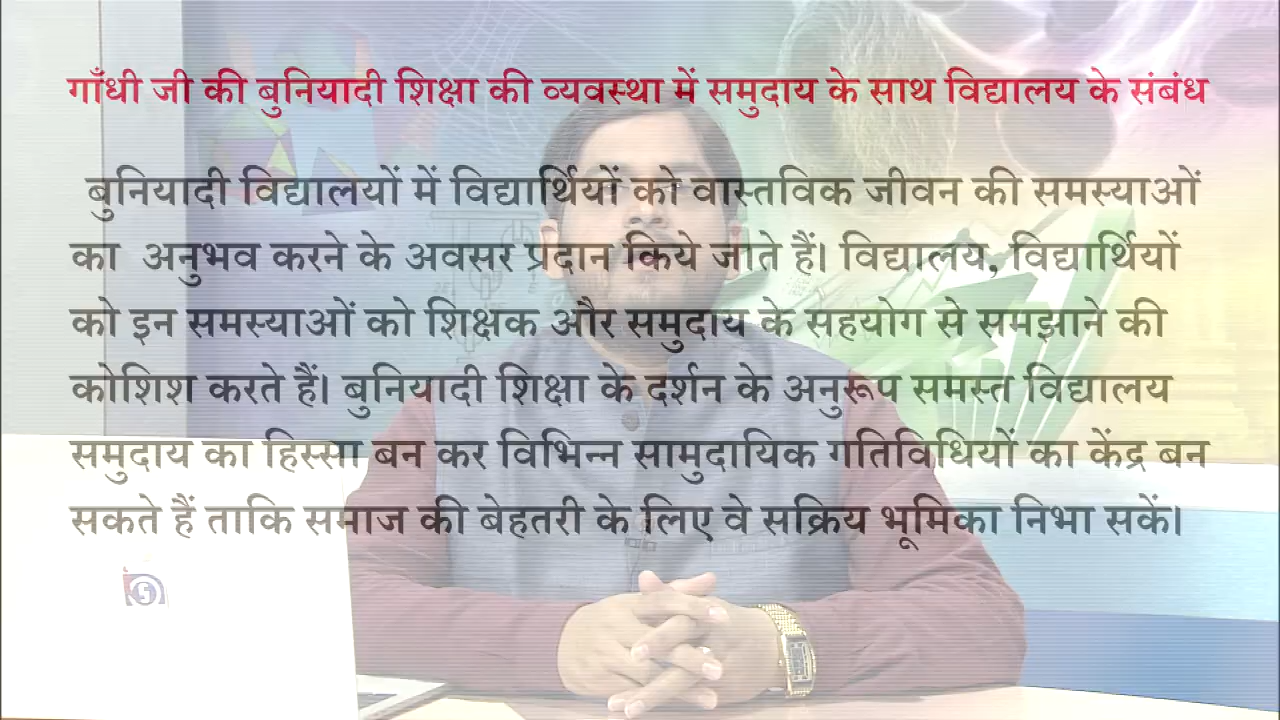 गाँधी जी की बुनियादी शिक्षा की व्यवस्था में समुदाय के साथ विद्यालय के संबंध
बुनियादी विद्यालयों में विद्यार्थियों को वास्तविक जीवन की समस्याओं
का अनुभव करने के अवसर प्रदान किये जाते हैं। विद्यालय, विद्यार्थियों
को इन समस्याओं को शिक्षक और समुदाय के सहयोग से समझाने की
कोशिश करते हैं। बुनियादी शिक्षा के दर्शन के अनुरूप समस्त विद्यालय
समुदाय का हिस्सा बन कर विभिन्न सामुदायिक गतिविधियों का केंद्र बन
सकते हैं ताकि समाज की बेहतरी के लिए वे सक्रिय भूमिका निभा सकें।